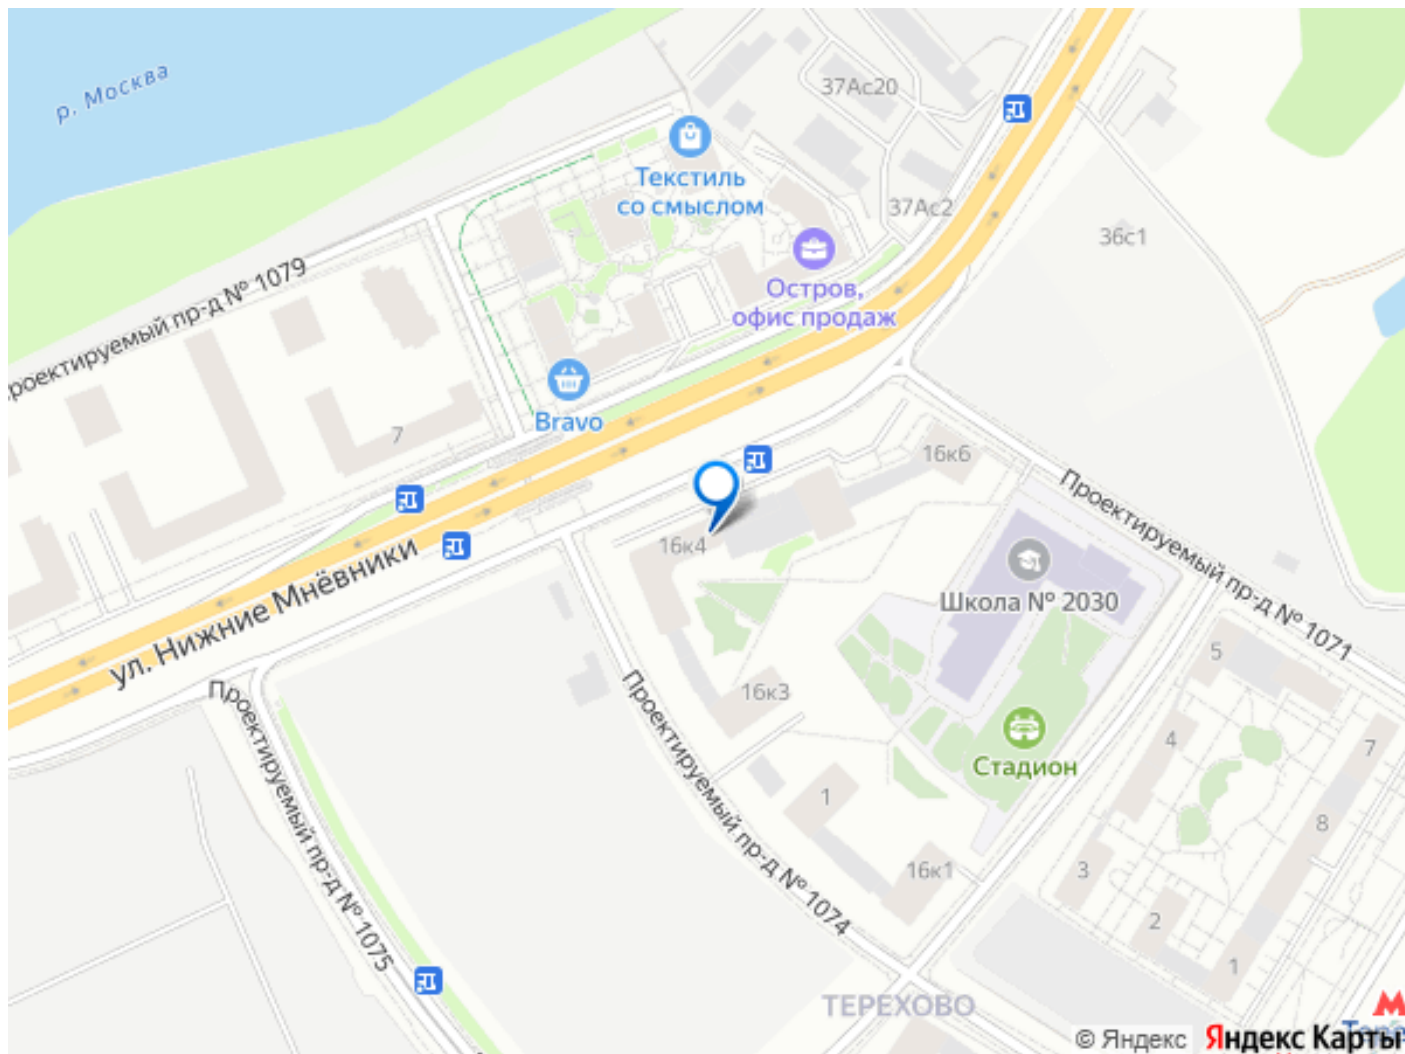 р. Москва
37Ас20
Текстиль
со смыслом
37Ас2
36с1
Проектируемый пр-д № 1079
Остров,
офис продаж
Bravo
7
16к6
Проектируемый пр-д № 1071
16к4
ул. Нижние Мнёвники
Школа № 2030
5
Проектируемый пр-д № 1075
Проектируемый пр-д № 1074
16к3
Стадион
4
7
1
8
16к1
3
2
1
ТЕРЕХОВО
© Яндекс
Яндекс Карты